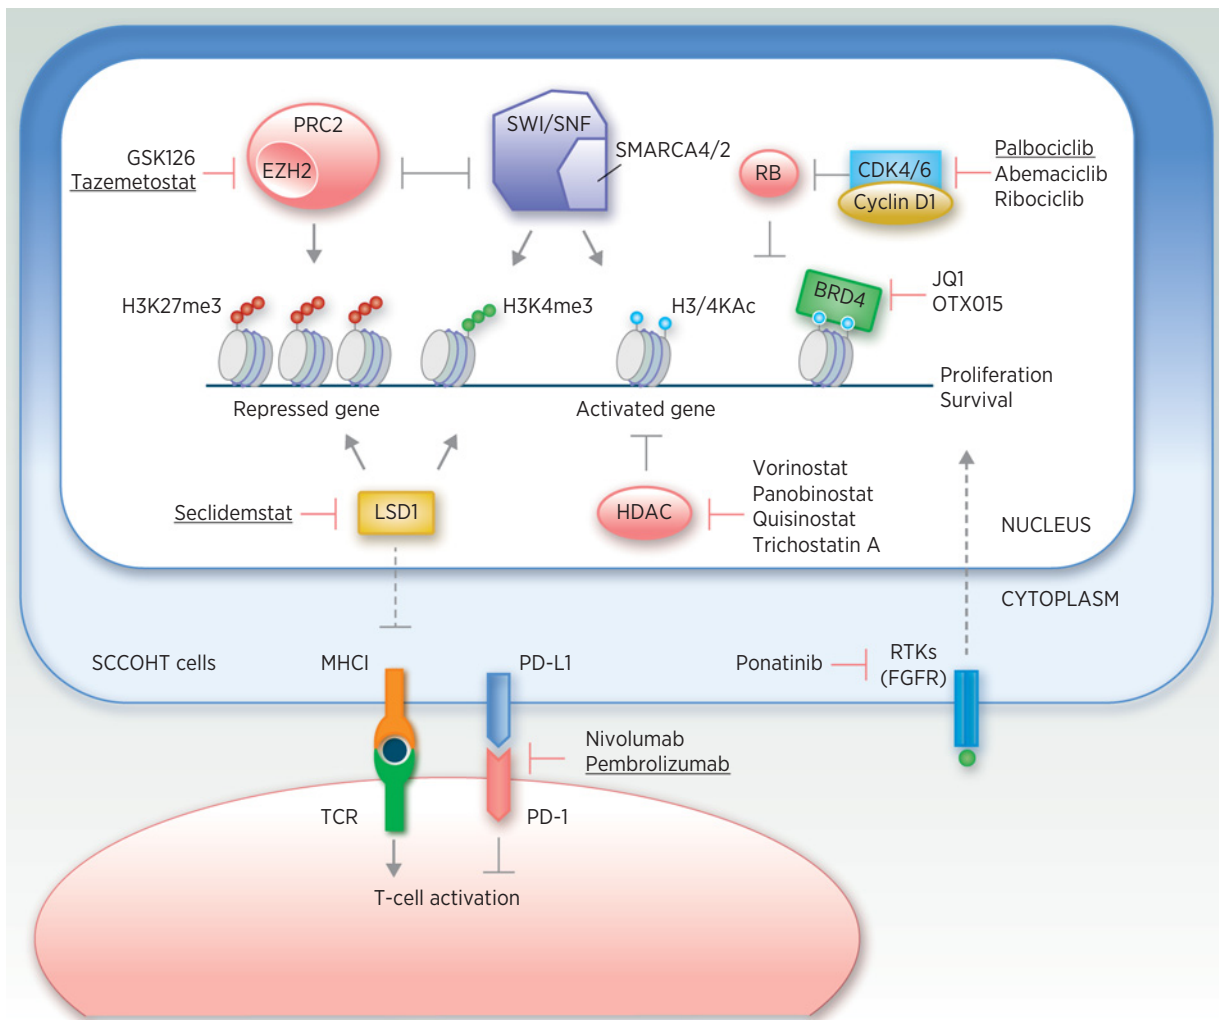 PRC2
EZH2
GSK126
Tazemetostat
SWI/SNF
SMARCA4/2
RB
CDK4/6
Cyclin D1
Palbociclib
Abemaciclib
Ribociclib
H3K27me3
H3K4me3
H3/4KAc
BRD4
JQ1
OTX015
Repressed gene
Activated gene
Proliferation
Survival
Seclidemstat
LSD1
HDAC
Vorinostat
Panobinostat
Quisinostat
Trichostatin A
NUCLEUS
CYTOPLASM
SCCOHT cells
MHCI
PD-L1
Ponatinib
RTKs
(FGFR)
Nivolumab
Pembrolizumab
TCR
PD-1
T-cell activation